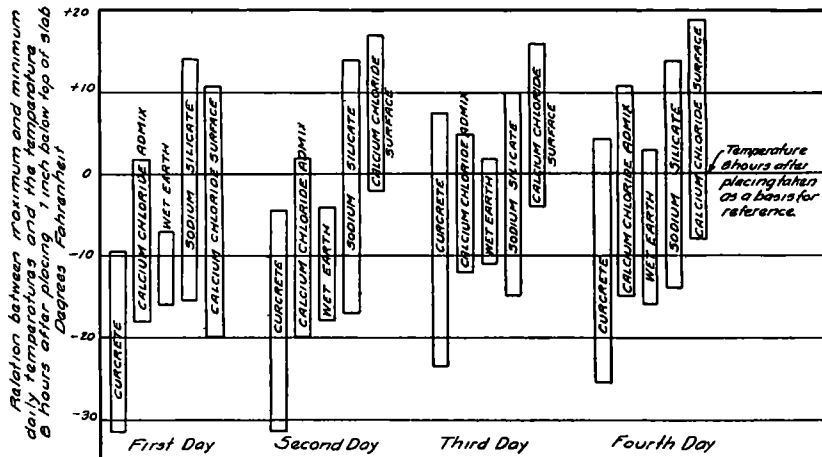 Relation between maximum and minimum
daily temperatures and the temperature
8 hours after placing 1 inch below top of slab
Degrees Fahrenheit
+20
+10
0
-10
-20
-30
CURCRETE
CALCIUM CHLORIDE ADMIX
WET EARTH
SODIUM SILICATE
CALCIUM CHLORIDE SURFACE
First Day
CURCRETE
CALCIUM CHLORIDE ADMIX
WET EARTH
SODIUM SILICATE
CALCIUM CHLORIDE
SURFACE
Second Day
CURCRETE
CALCIUM CHLORIDE ADMIX
WET EARTH
SODIUM SILICATE
CALCIUM CHLORIDE
SURFACE
Third Day
CURCRETE
CALCIUM CHLORIDE ADMIX
WET EARTH
SODIUM SILICATE
CALCIUM CHLORIDE SURFACE
Fourth Day
Temperature
8 hours after
placing taken
as a basis for
reference.